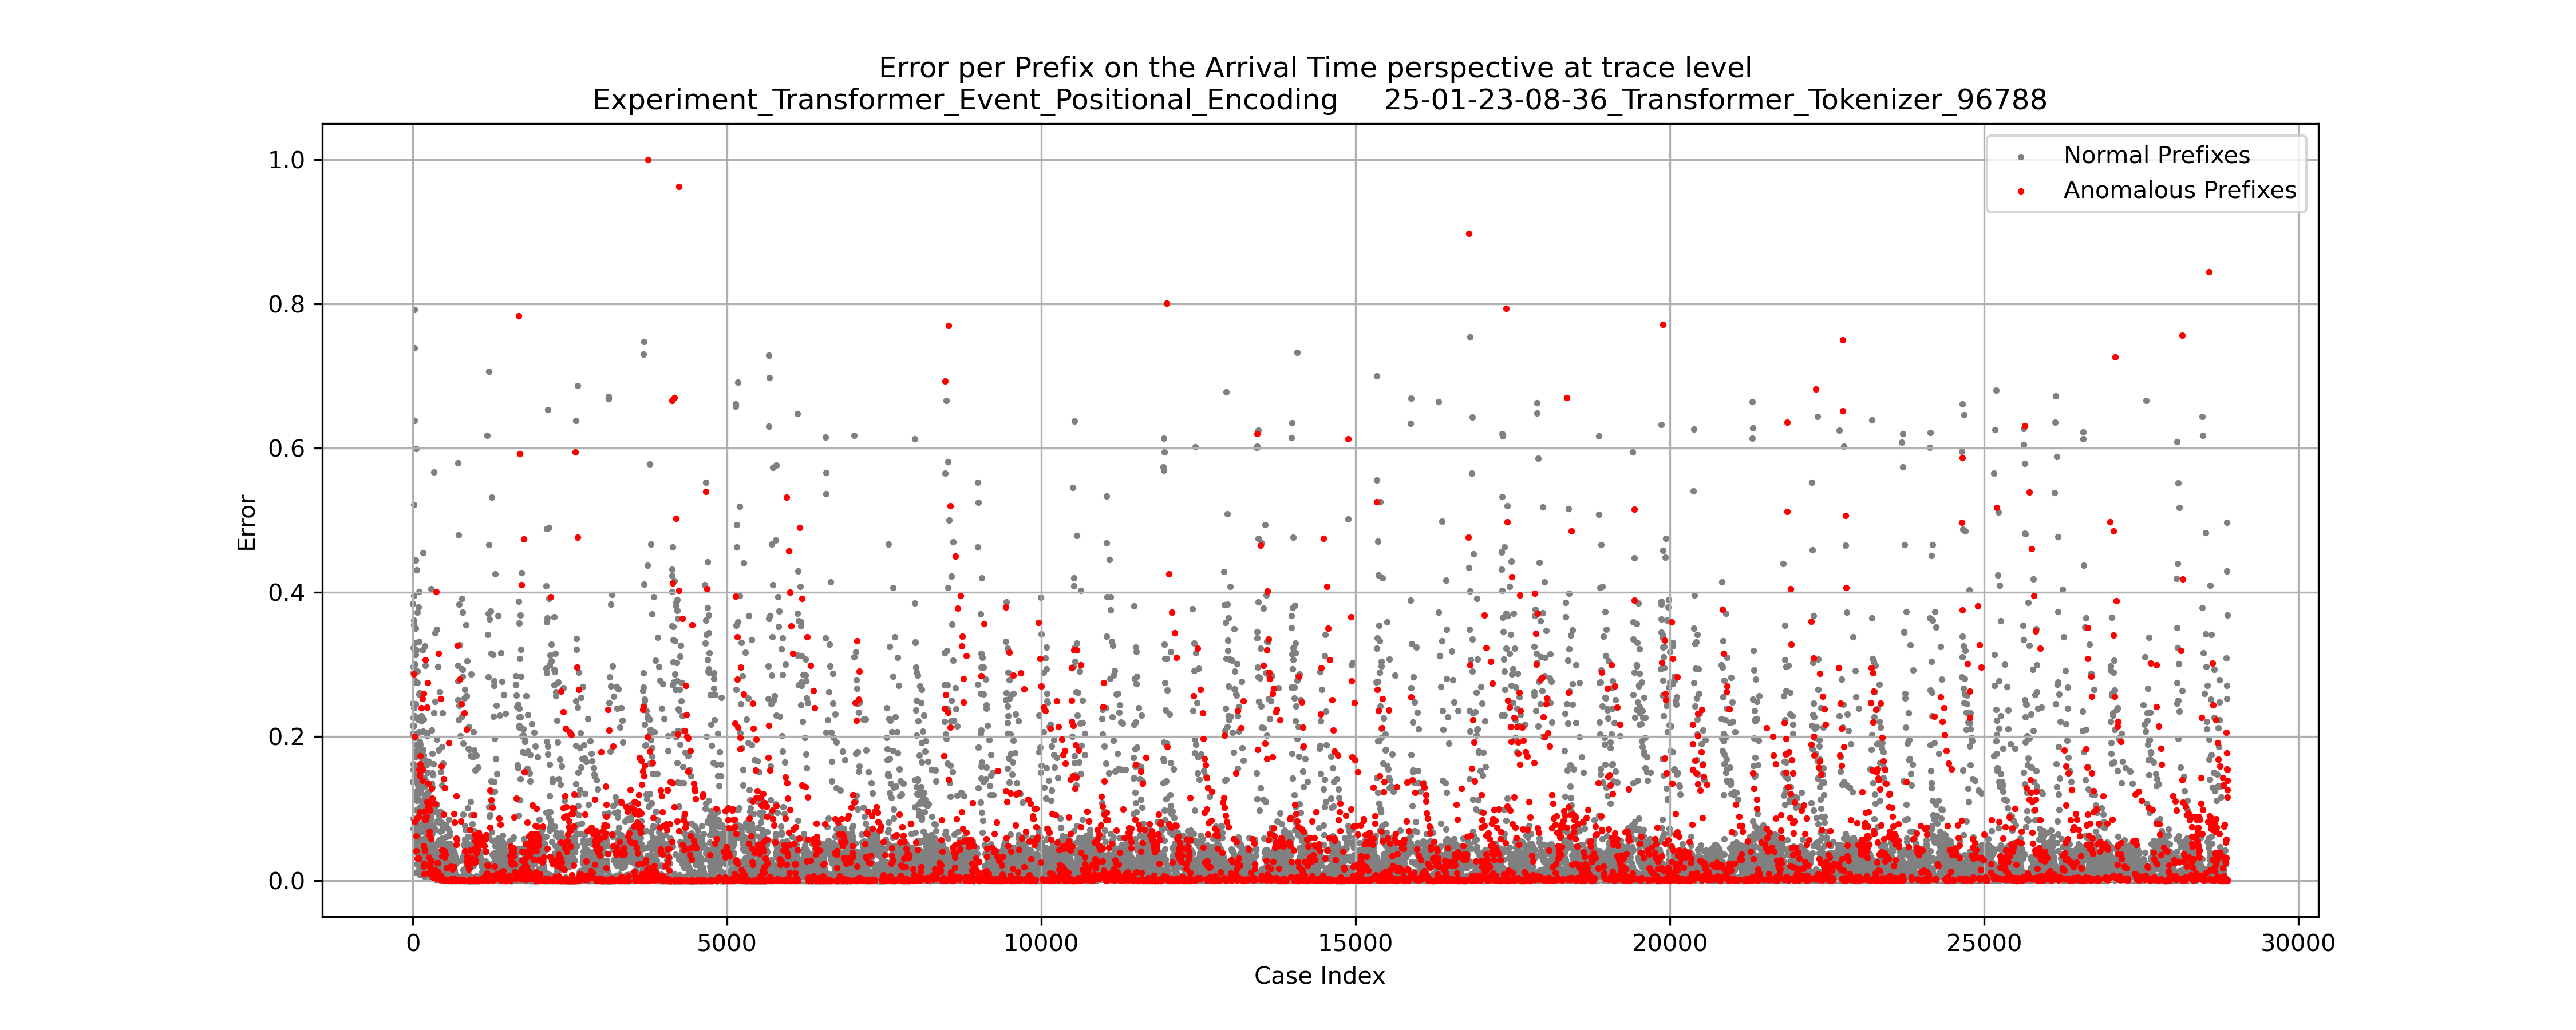 Error per Prefix on the Arrival Time perspective at trace level
Experiment_Transformer_Event_Positional_Encoding 25-01-23-08-36_Transformer_Tokenizer_96788
Normal Prefixes
Anomalous Prefixes
1.0
0.8
0.6
0.4
0.2
0.0
Error
0 5000 10000 15000 20000 25000 30000
Case Index